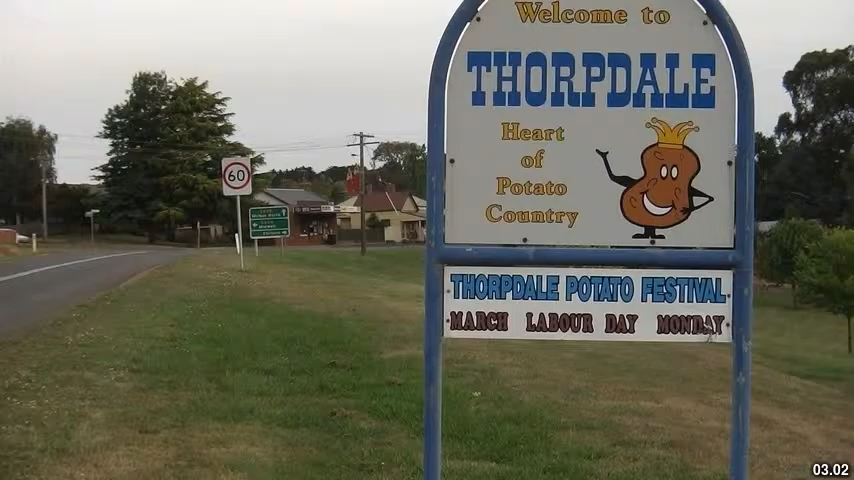 Welcome to
THORPDALE
Heart
of
Potato
Country
THORPDALE POTATO FESTIVAL
MARCH LABOUR DAY MONDAY
60
03.02